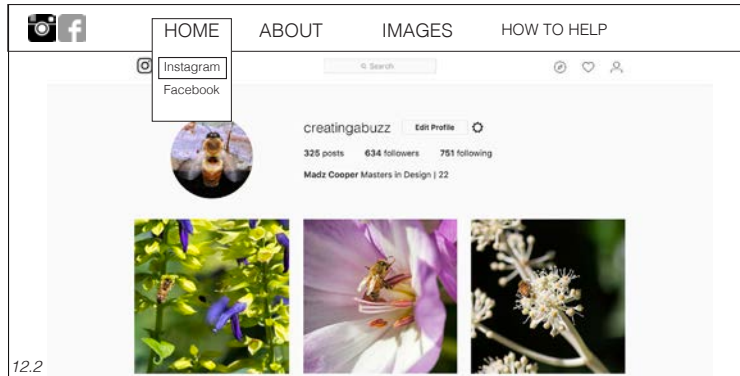 HOME ABOUT IMAGES HOW TO HELP
Instagram
Search
Facebook
creatingabuzz Edit Profile
325 posts 634 followers 751 following
Madz Cooper Masters in Design | 22
12.2